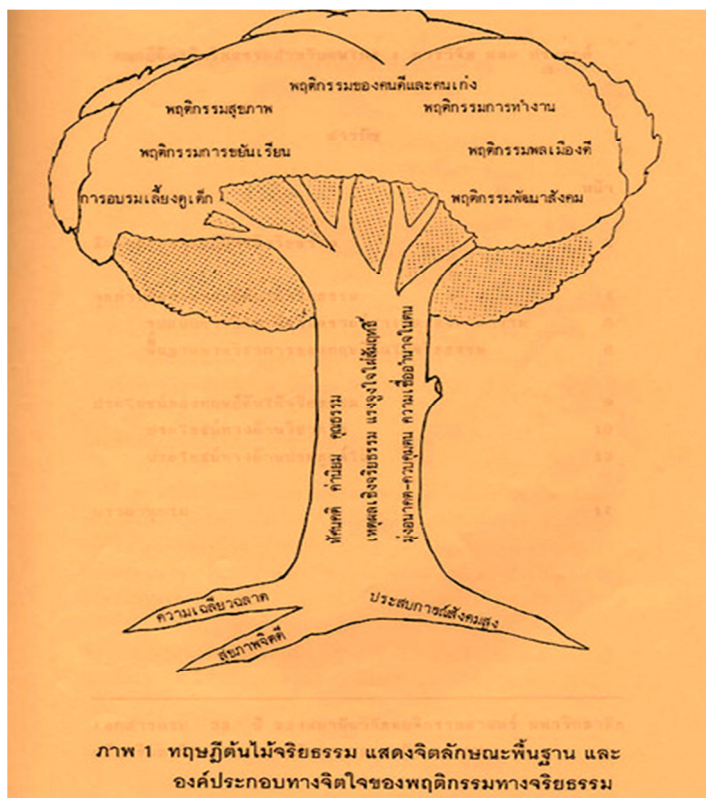 พฤติกรรมของคนดีและคนเก่ง
พฤติกรรมสุขภาพ
พฤติกรรมการทำงาน
พฤติกรรมการขยันเรียน
พฤติกรรมพลเมืองดี
การอบรมเลี้ยงดูเด็ก
พฤติกรรมพัฒนาสังคม
ทัศนคติ ค่านิยม คุณธรรม
เหตุผลเชิงจริยธรรม แรงจูงใจใฝ่สัมฤทธิ์
มุ่งอนาคต-ควบคุมตน ความเชื่ออำนาจในตน
ความเฉลียวฉลาด
ประสบการณ์สังคมสูง
สุขภาพจิตดี
ภาพ 1 ทฤษฎีต้นไม้จริยธรรม แสดงจิตลักษณะพื้นฐาน และ
องค์ประกอบทางจิตใจของพฤติกรรมทางจริยธรรม